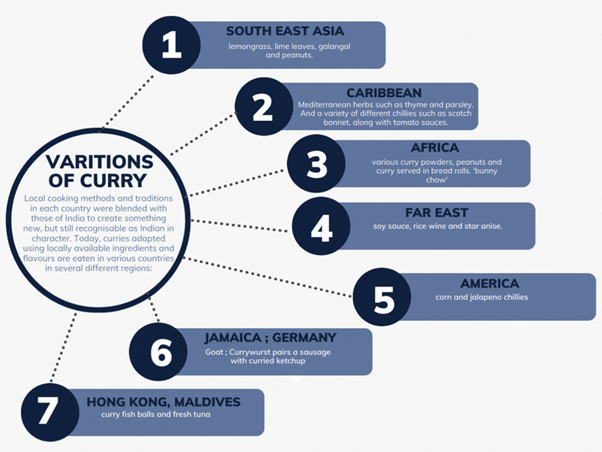 1
SOUTH EAST ASIA
lemongrass, lime leaves, galangal
and peanuts.
2
CARIBBEAN
Mediterranean herbs such as thyme and parsley.
And a variety of different chillies such as scotch
bonnet, along with tomato sauces.
3
AFRICA
various curry powders, peanuts and
curry served in bread rolls. 'bunny
chow'
VARITIONS
OF CURRY
Local cooking methods and traditions
in each country were blended with
those of India to create something
new, but still recognisable as Indian in
character. Today, curries adapted
using locally available ingredients and
flavours are eaten in various countries
in several different regions:
4
FAR EAST
soy sauce, rice wine and star anise.
5
AMERICA
corn and jalapeno chillies
6
JAMAICA ; GERMANY
Goat ; Currywurst pairs a sausage
with curried ketchup
7
HONG KONG, MALDIVES
curry fish balls and fresh tuna